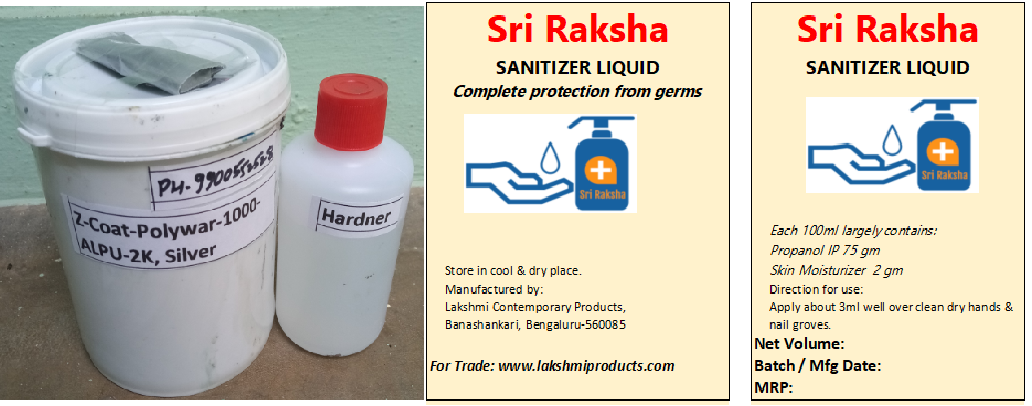 PH-9900552528
Z-Coat-Polywar-1000-
ALPU-2K, Silver
Hardner
Sri Raksha
SANITIZER LIQUID
Complete protection from germs
Sri Raksha
Store in cool & dry place.
Manufactured by:
Lakshmi Contemporary Products,
Banashankari, Bengaluru-560085
For Trade: www.lakshmiproducts.com
Sri Raksha
SANITIZER LIQUID
Sri Raksha
Each 100ml largely contains:
Propanol IP 75 gm
Skin Moisturizer 2 gm
Direction for use:
Apply about 3ml well over clean dry hands &
nail groves.
Net Volume:
Batch / Mfg Date:
MRP: